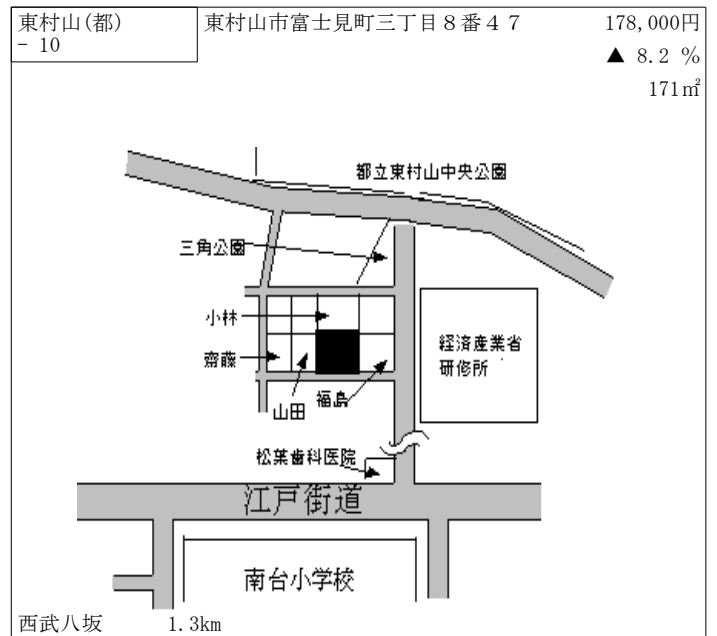 東村山(都)
- 10
東村山市富士見町三丁目８番４７
178,000円
▲ 8.2 %
171㎡
都立東村山中央公園
三角公園
小林
齋藤
山田
福島
経済産業省
研修所
松葉歯科医院
江戸街道
南台小学校
西武八坂 1.3km